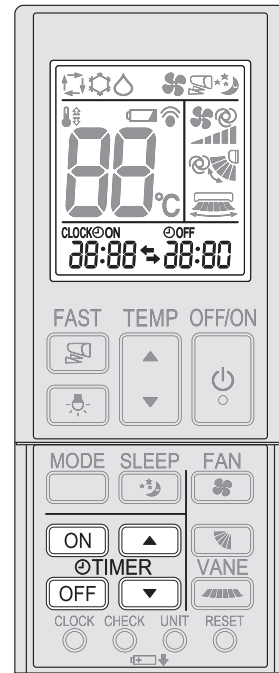 88°C
CLOCK ON OFF
88:88 88:80
FAST TEMP OFF/ON
MODE SLEEP FAN
ON
TIMER VANE
OFF
CLOCK CHECK UNIT RESET